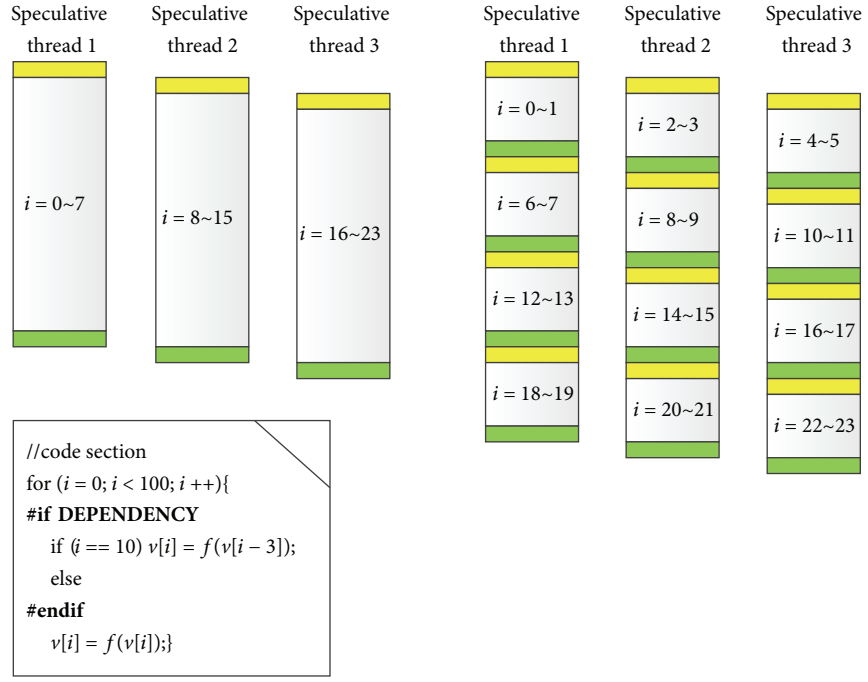 Speculative
thread 1
Speculative
thread 2
Speculative
thread 3
i = 0~7
i = 8~15
i = 16~23
Speculative
thread 1
Speculative
thread 2
Speculative
thread 3
i = 0~1
i = 2~3
i = 4~5
i = 6~7
i = 8~9
i = 10~11
i = 12~13
i = 14~15
i = 16~17
i = 18~19
i = 20~21
i = 22~23
//code section
for (i = 0; i < 100; i ++){
#if DEPENDENCY
if (i == 10) v[i] = f(v[i − 3]);
else
#endif
v[i] = f(v[i]);}